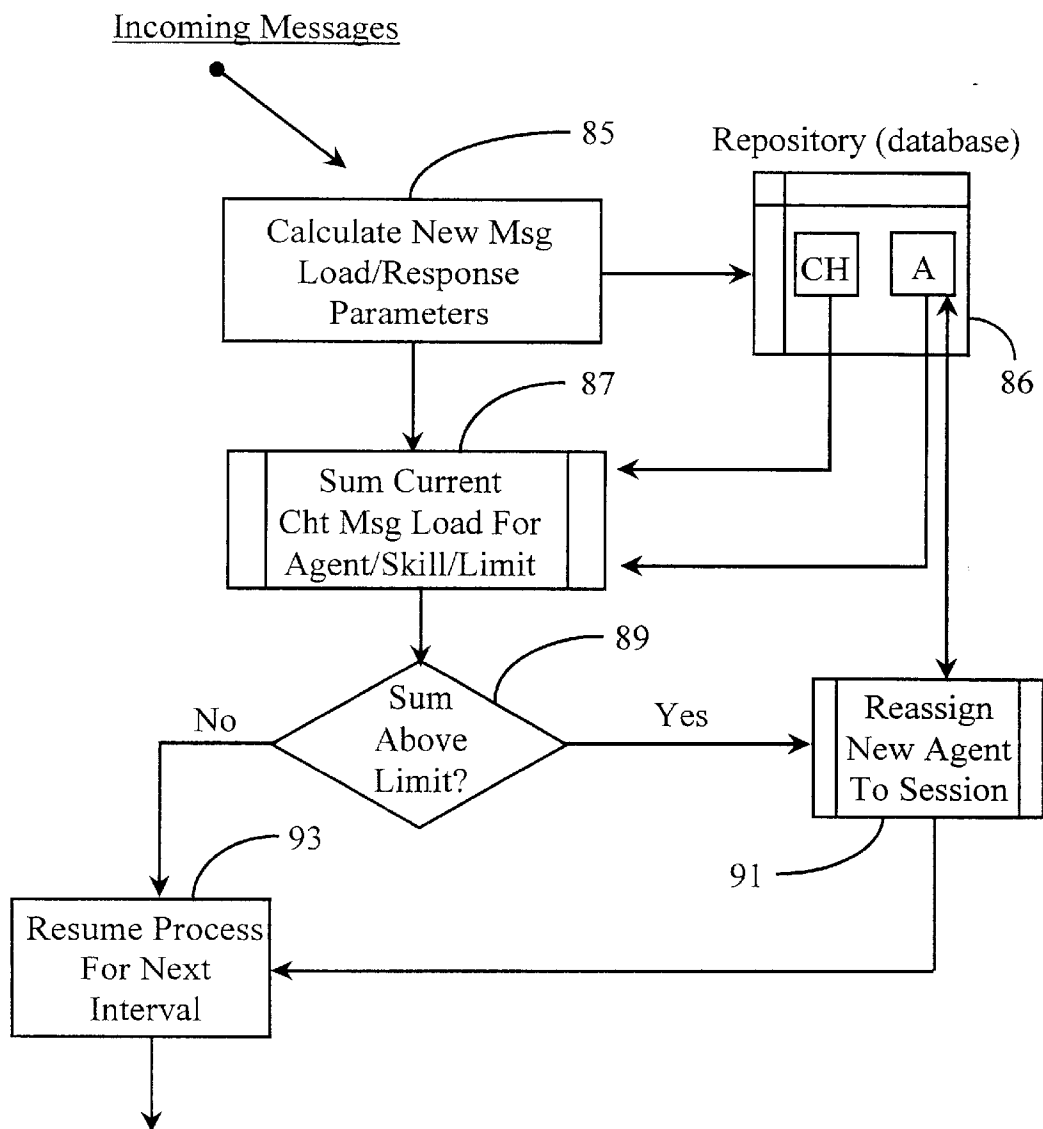 Incoming Messages
85
Repository (database)
Calculate New Msg
Load/Response
Parameters
CH
A
86
87
Sum Current
Cht Msg Load For
Agent/Skill/Limit
89
Sum
Above
Limit?
No
Yes
Reassign
New Agent
To Session
91
93
Resume Process
For Next
Interval